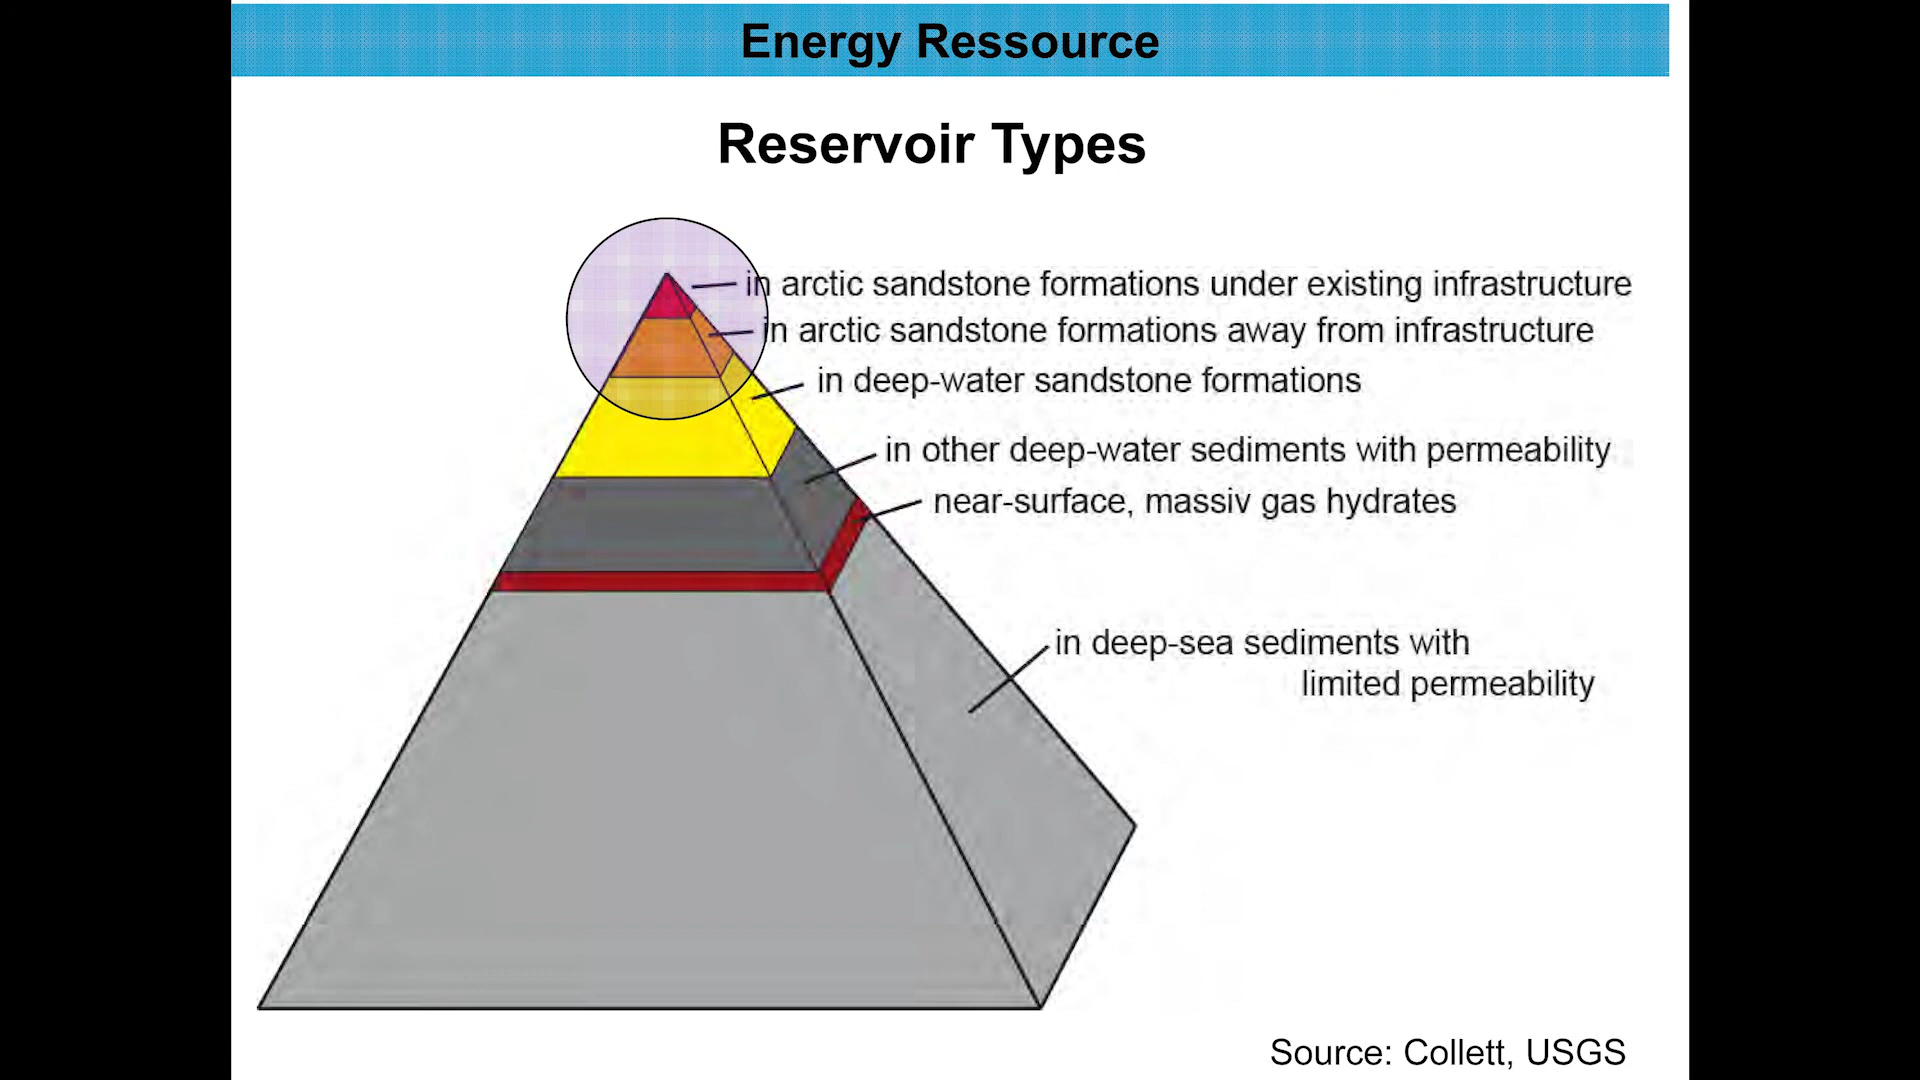 Energy Ressource
Reservoir Types
in arctic sandstone formations under existing infrastructure
in arctic sandstone formations away from infrastructure
in deep-water sandstone formations
in other deep-water sediments with permeability
near-surface, massiv gas hydrates
in deep-sea sediments with
limited permeability
Source: Collett, USGS